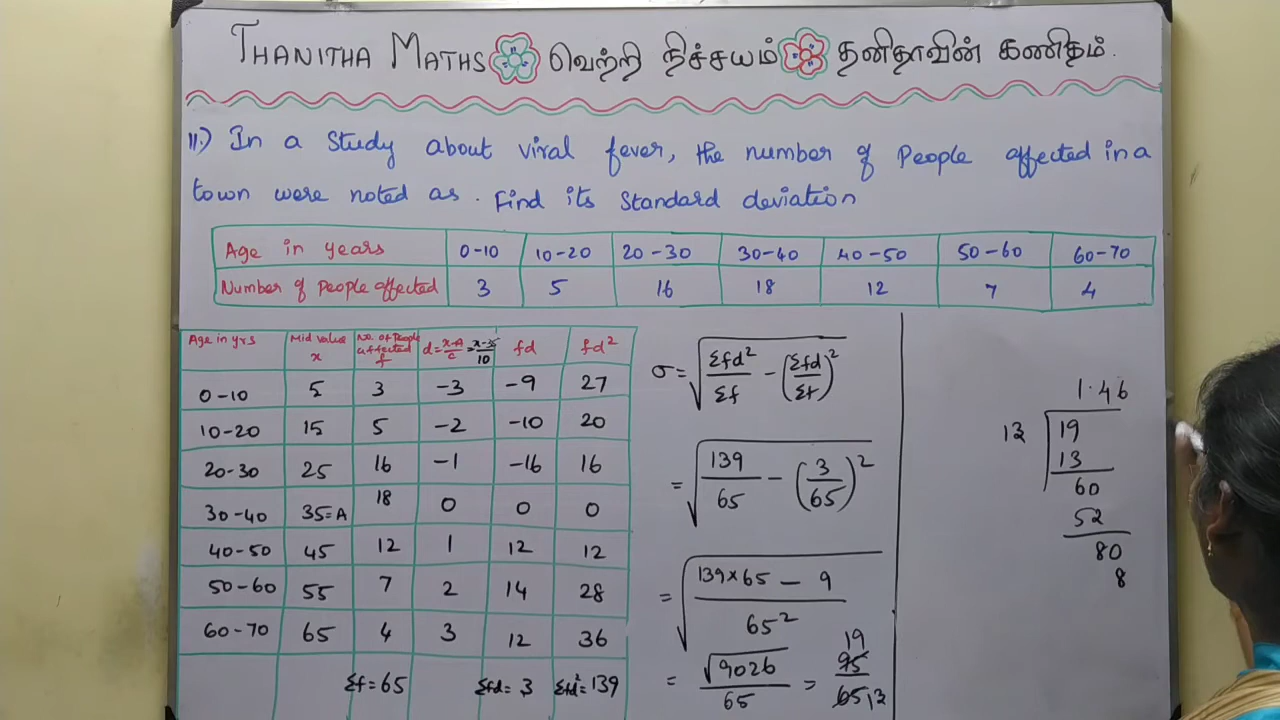 THANITHA MATHS வெற்றி நிச்சயம் தனிதாவின் கணிதம்.
11.) In a study about viral fever, the number of People affected in a
town were noted as . Find its standard deviation
Age in years 0-10 10-20 20-30 30-40 40-50 50-60 60-70
Number of people affected 3 5 16 18 12 7 4
Age in yrs Mid value x No. of People affected f d = x-A/c = x-35/10 fd fd²
0-10 5 3 -3 -9 27
10-20 15 5 -2 -10 20
20-30 25 16 -1 -16 16
30-40 35=A 18 0 0 0
40-50 45 12 1 12 12
50-60 55 7 2 14 28
60-70 65 4 3 12 36
Σf = 65 Σfd = 3 Σfd² = 139
σ = √(Σfd²/Σf - (Σfd/Σf)²)
= √(139/65 - (3/65)²)
= √((139×65 - 9)/65²)
= √9026/65 = 95/65 19 13
1.46
13 19
13
60
52
80
8